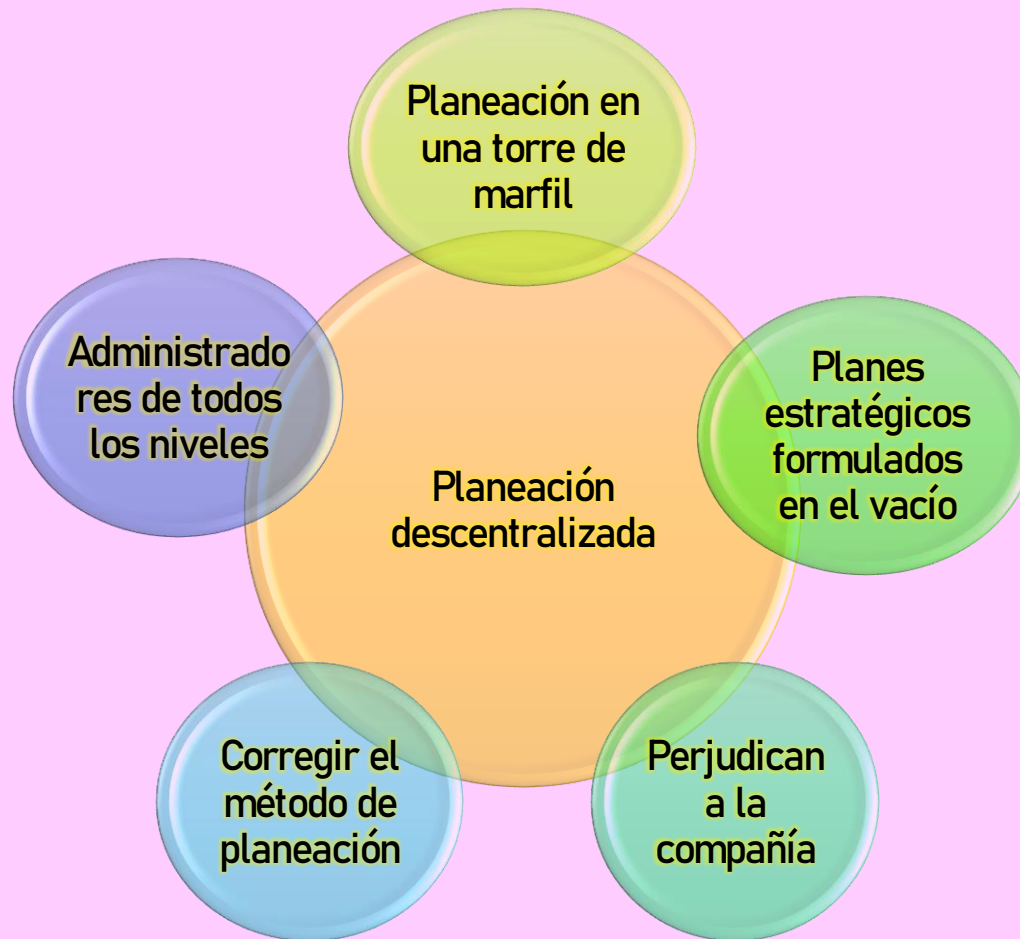 Planeación en
una torre de
marfil
Planes
estratégicos
formulados
en el vacío
Perjudican
a la
compañía
Corregir el
método de
planeación
Administrado
res de todos
los niveles
Planeación
descentralizada